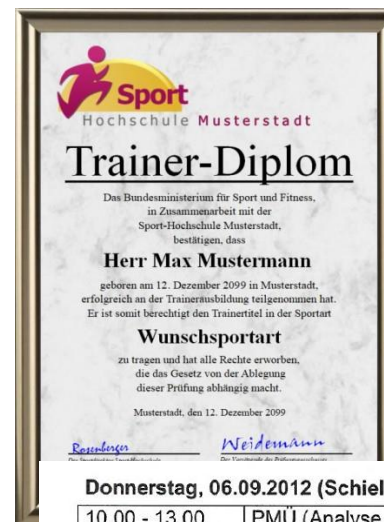 Sport
Hochschule Musterstadt
Trainer-Diplom
Das Bundesministerium für Sport und Fitness,
in Zusammenarbeit mit der
Sport-Hochschule Musterstadt,
bestätigen, dass
Herr Max Mustermann
geboren am 12. Dezember 2099 in Musterstadt,
erfolgreich an der Trainerausbildung teilgenommen hat.
Er ist somit berechtigt den Trainertitel in der Sportart
Wunschsportart
zu tragen und hat alle Rechte erworben,
die das Gesetz von der Ablegung
dieser Prüfung abhängig macht.
Musterstadt, den 12. Dezember 2099
Rosenberger Weidemann
Donnerstag, 06.09.2012 (Schiel
10.00 - 13.00 PMÜ (Analyse